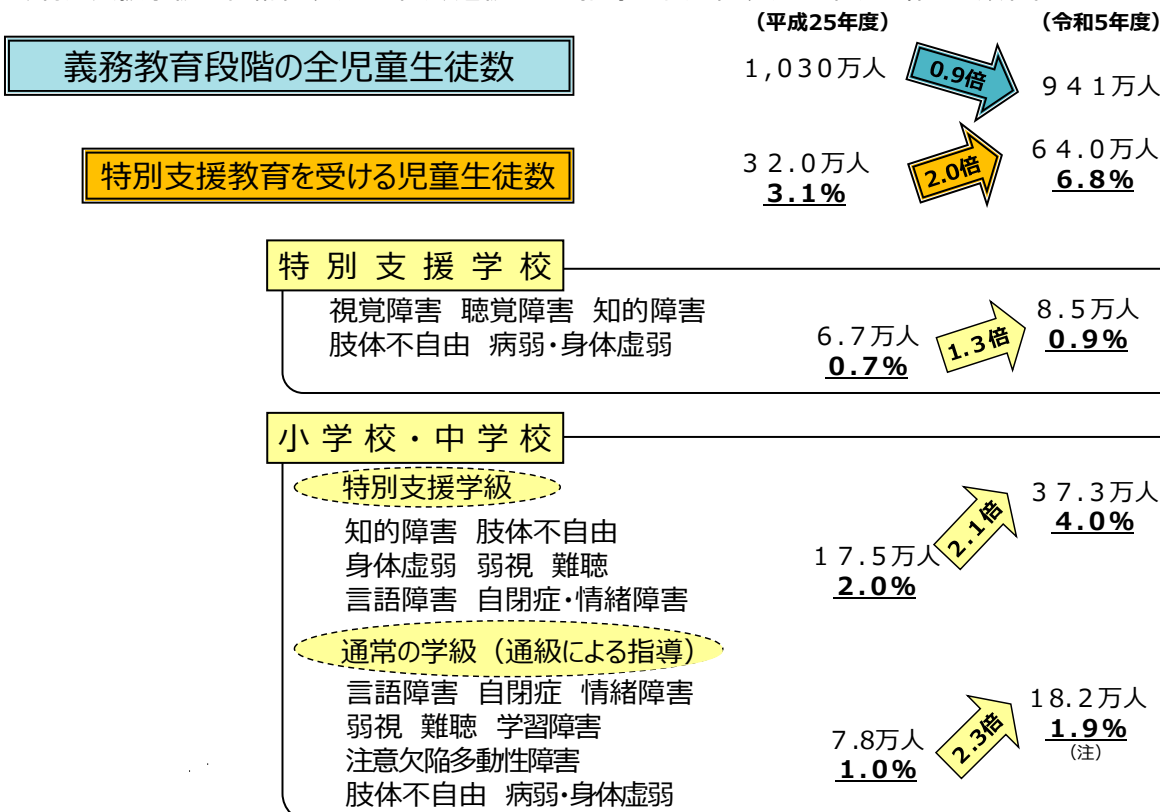 （平成25年度）　（令和5年度）
義務教育段階の全児童生徒数　1,030万人　0.9倍　９４１万人
特別支援教育を受ける児童生徒数　３２.０万人　2.0倍　６４.０万人
3.1%　6.8%
特別支援学校
視覚障害　聴覚障害　知的障害
肢体不自由　病弱・身体虚弱
6.7万人　1.3倍　8.5万人
0.7%　0.9%
小学校・中学校
特別支援学級
知的障害　肢体不自由
身体虚弱　弱視　難聴
言語障害　自閉症・情緒障害
１７.５万人　2.1倍　３７.３万人
2.0%　4.0%
通常の学級（通級による指導）
言語障害　自閉症　情緒障害
弱視　難聴　学習障害
注意欠陥多動性障害
肢体不自由　病弱・身体虚弱
7.8万人　2.3倍　18.2万人
1.0%　1.9%
（注）